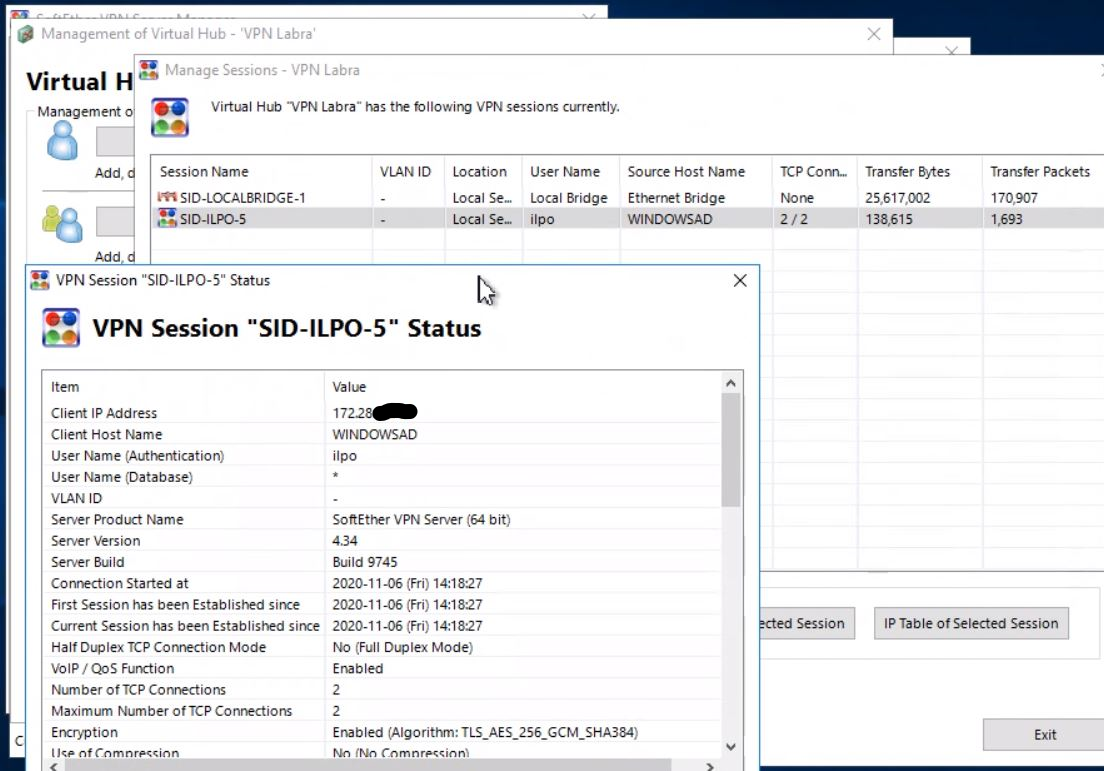 SoftEther VPN Server Manager
Management of Virtual Hub - 'VPN Labra'
Manage Sessions - VPN Labra
Virtual H
Virtual Hub "VPN Labra" has the following VPN sessions currently.
Management o
Add, d
Add, d
Session Name VLAN ID Location User Name Source Host Name TCP Conn... Transfer Bytes Transfer Packets
SID-LOCALBRIDGE-1 - Local Se... Local Bridge Ethernet Bridge None 25,617,002 170,907
SID-ILPO-5 - Local Se... ilpo WINDOWSAD 2 / 2 138,615 1,693
VPN Session "SID-ILPO-5" Status
VPN Session "SID-ILPO-5" Status
Item Value
Client IP Address 172.28
Client Host Name WINDOWSAD
User Name (Authentication) ilpo
User Name (Database) *
VLAN ID -
Server Product Name SoftEther VPN Server (64 bit)
Server Version 4.34
Server Build Build 9745
Connection Started at 2020-11-06 (Fri) 14:18:27
First Session has been Established since 2020-11-06 (Fri) 14:18:27
Current Session has been Established since 2020-11-06 (Fri) 14:18:27
Half Duplex TCP Connection Mode No (Full Duplex Mode)
VoIP / QoS Function Enabled
Number of TCP Connections 2
Maximum Number of TCP Connections 2
Encryption Enabled (Algorithm: TLS_AES_256_GCM_SHA384)
Use of Compression No (No Compression)
ected Session
IP Table of Selected Session
Exit